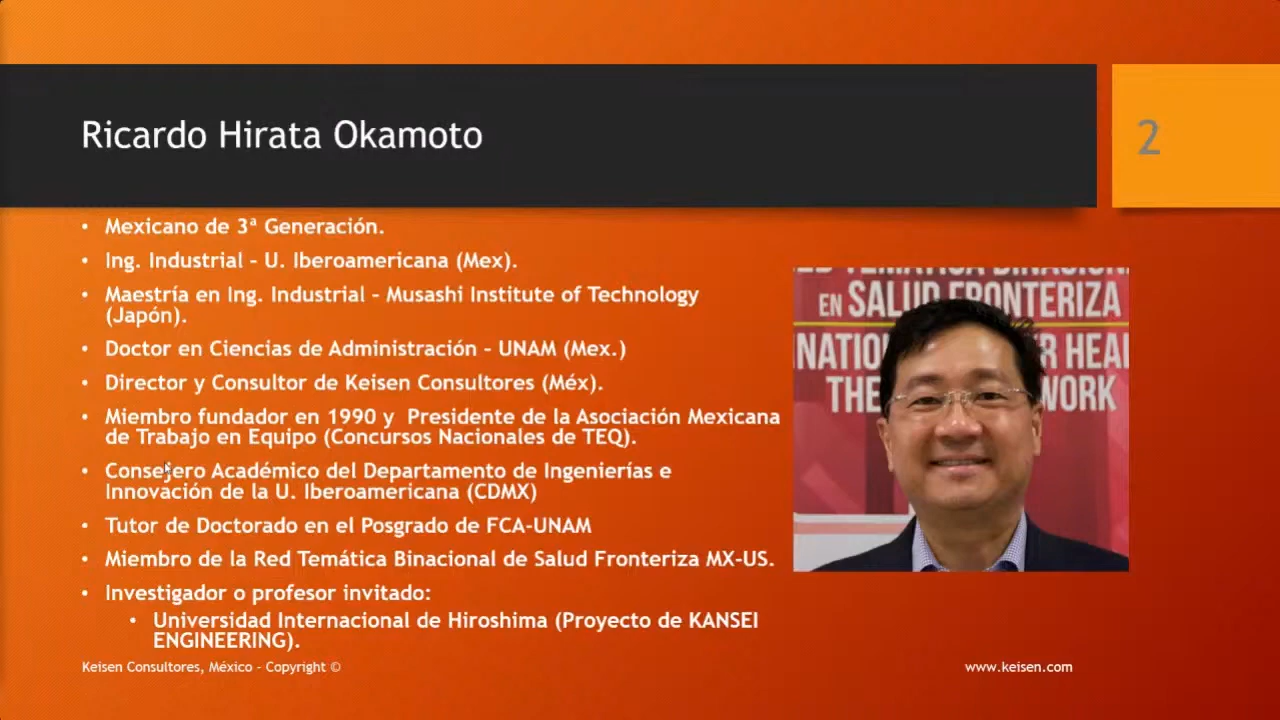 Ricardo Hirata Okamoto
2
• Mexicano de 3ª Generación.
• Ing. Industrial – U. Iberoamericana (Mex).
• Maestría en Ing. Industrial – Musashi Institute of Technology
(Japón).
• Doctor en Ciencias de Administración – UNAM (Mex.)
• Director y Consultor de Keisen Consultores (Méx).
• Miembro fundador en 1990 y Presidente de la Asociación Mexicana
de Trabajo en Equipo (Concursos Nacionales de TEQ).
• Consejero Académico del Departamento de Ingenierías e
Innovación de la U. Iberoamericana (CDMX)
• Tutor de Doctorado en el Posgrado de FCA-UNAM
• Miembro de la Red Temática Binacional de Salud Fronteriza MX-US.
• Investigador o profesor invitado:
• Universidad Internacional de Hiroshima (Proyecto de KANSEI
ENGINEERING).
TEMÁTICA
EN SALUD FRONTERIZA
THE WORK
Keisen Consultores, México - Copyright ©
www.keisen.com